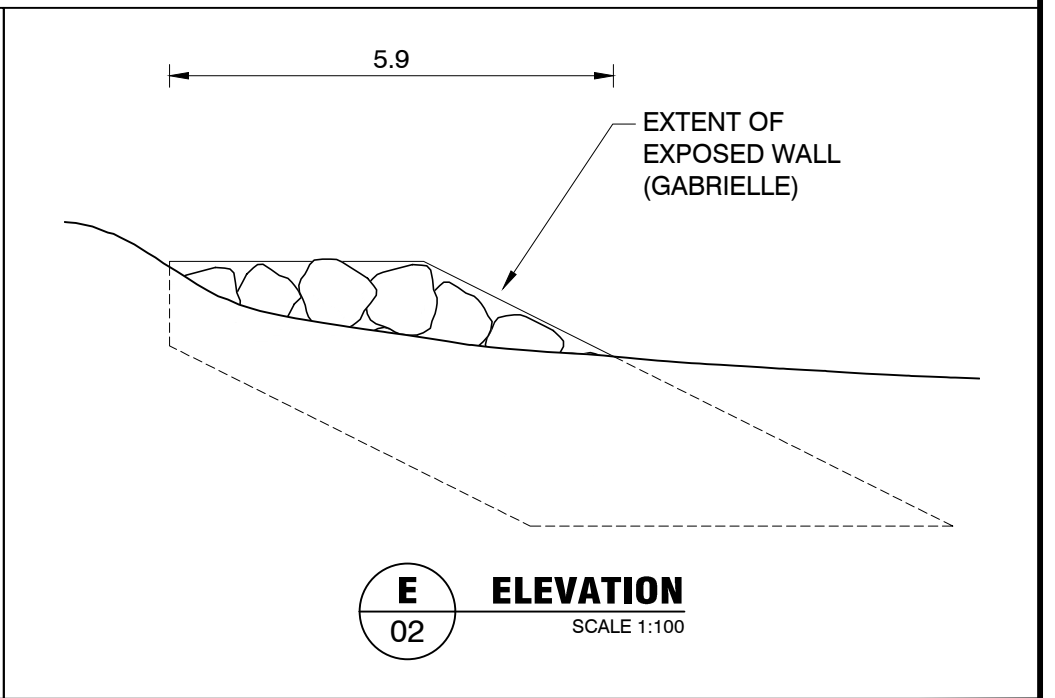 5.9
EXTENT OF
EXPOSED WALL
(GABRIELLE)
E
02
ELEVATION
SCALE 1:100